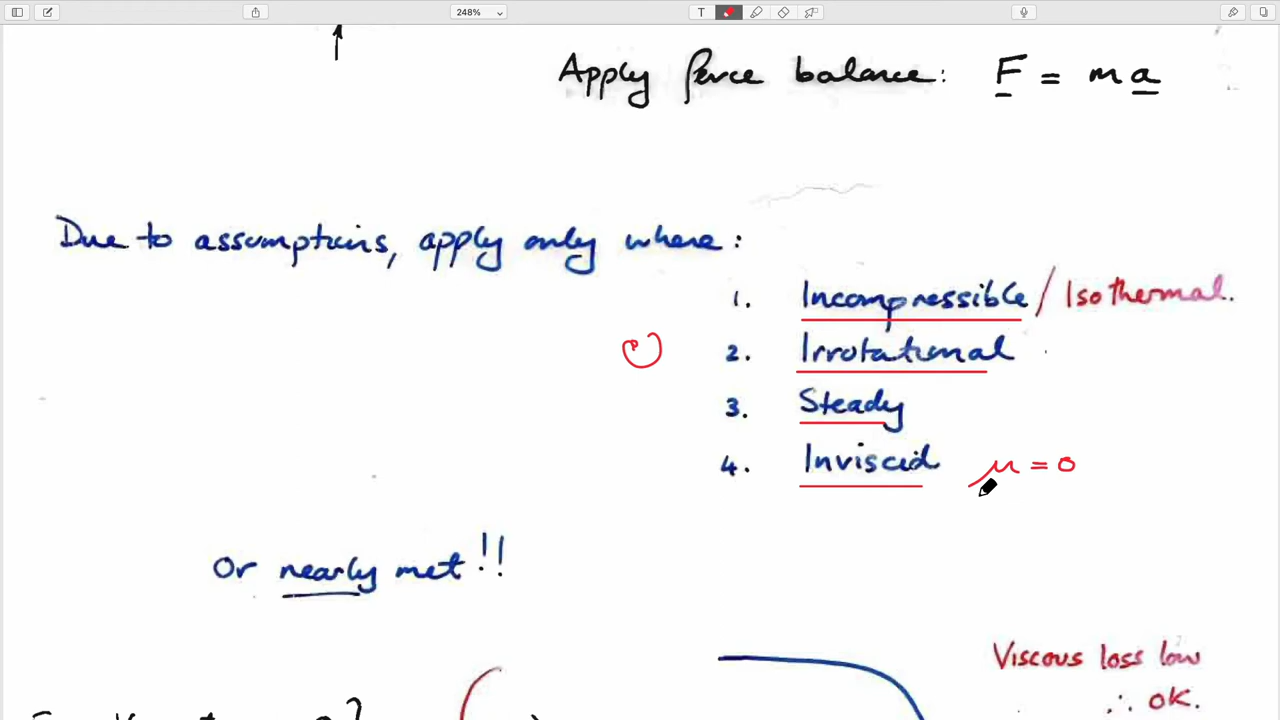 248%
T
Apply force balance: F = ma
Due to assumptions, apply only where:
1. Incompressible / Isothermal.
2. Irrotational
3. Steady
4. Inviscid μ = 0
Or nearly met!!
Viscous loss low
∴ OK.